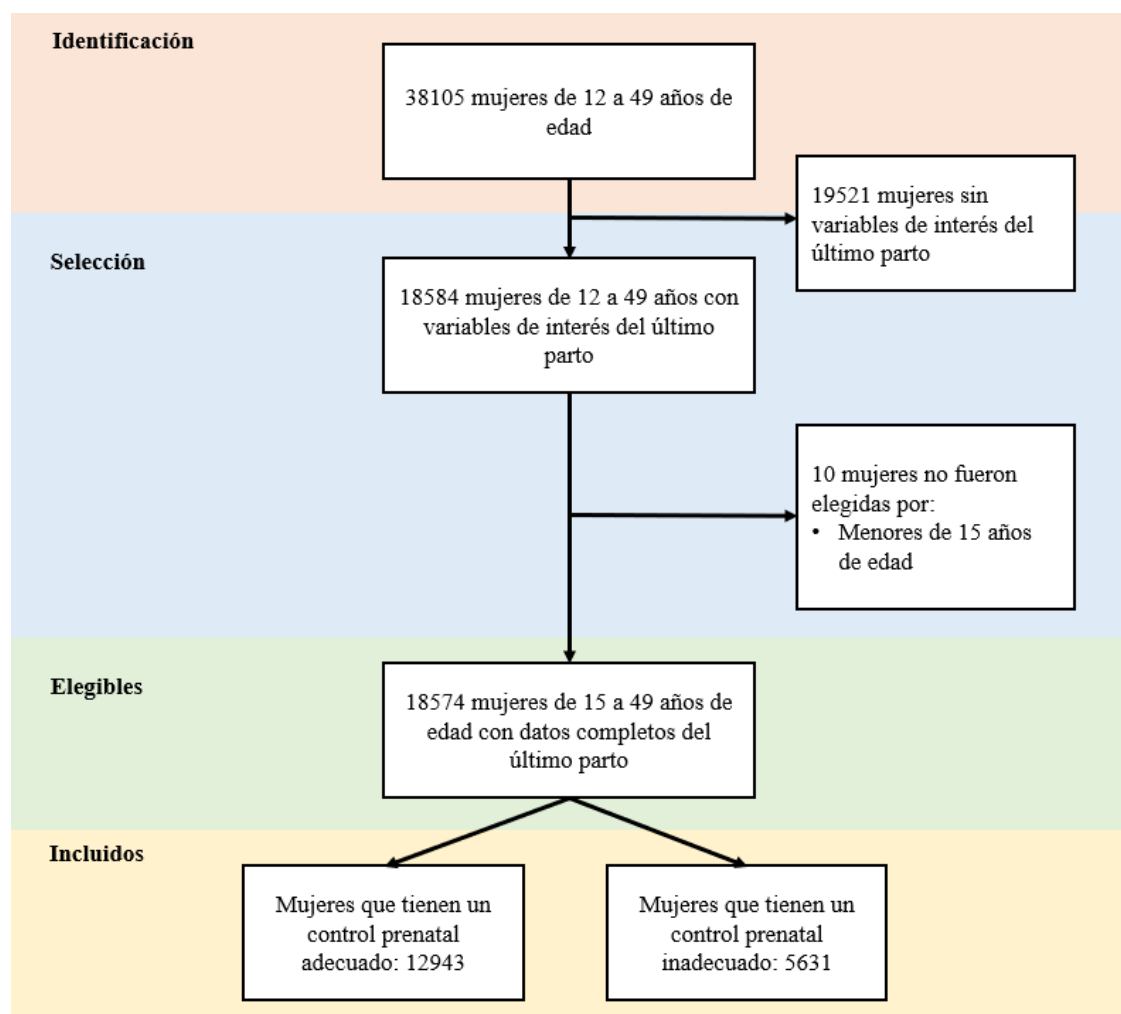 Identificación
38105 mujeres de 12 a 49 años de
edad
19521 mujeres sin
variables de interés del
último parto
Selección
18584 mujeres de 12 a 49 años con
variables de interés del último
parto
10 mujeres no fueron
elegidas por:
• Menores de 15 años
de edad
Elegibles
18574 mujeres de 15 a 49 años de
edad con datos completos del
último parto
Incluidos
Mujeres que tienen un
control prenatal
adecuado: 12943
Mujeres que tienen un
control prenatal
inadecuado: 5631